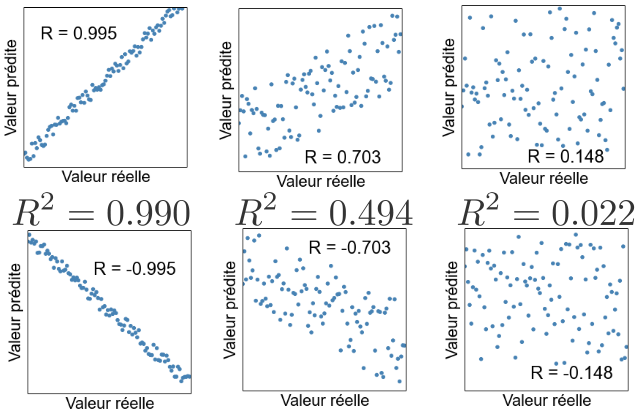 R = 0.995
Valeur prédite
Valeur réelle
R = 0.703
Valeur prédite
Valeur réelle
R = 0.148
Valeur prédite
Valeur réelle
R² = 0.990
R² = 0.494
R² = 0.022
R = -0.995
Valeur prédite
Valeur réelle
R = -0.703
Valeur prédite
Valeur réelle
R = -0.148
Valeur prédite
Valeur réelle